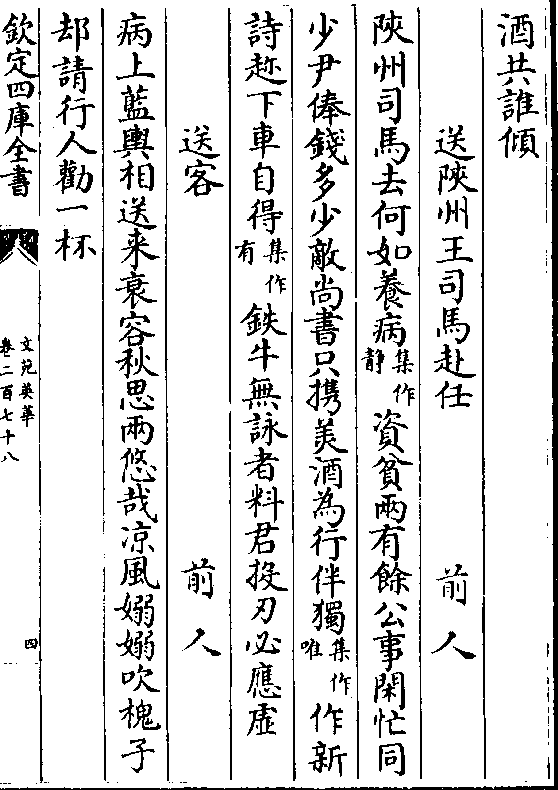 酒共誰傾
送陜州王司馬赴任 前人
陜州司馬去何如養病集作静資貧兩有餘公事閑忙同
少尹俸錢多少敵尚書只携美酒為行伴獨集作唯作新
詩趂下車自得集作有鉄牛無詠者料君投刃必應虛
送客 前人
病上藍輿相送来衰容秋思兩悠哉凉風嫋嫋吹槐子
却請行人勸一杯
欽定四庫全書
文苑英華
卷二百七十八
四